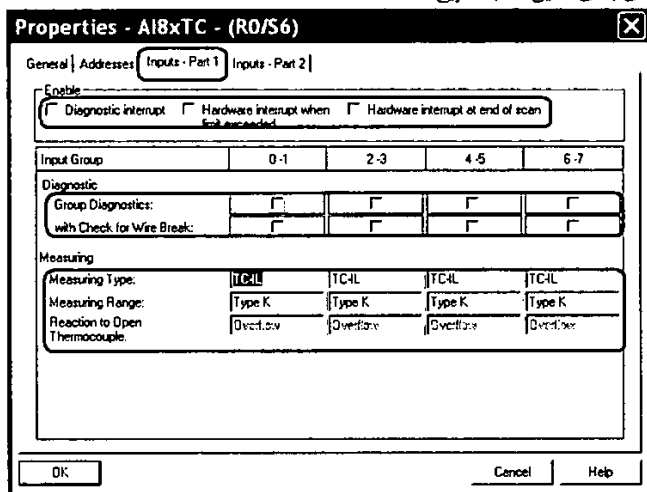 Properties - AI8xTC - (R0/S6)
General Addresses Inputs - Part 1 Inputs - Part 2
Enable
Diagnostic interrupt Hardware interrupt when limit exceeded Hardware interrupt at end of scan
Input Group 0 - 1 2 - 3 4 - 5 6 - 7
Diagnostic
Group Diagnostics:
with Check for Wire Break:
Measuring
Measuring Type: TC-IL TC-IL TC-IL TC-IL
Measuring Range: Type K Type K Type K Type K
Reaction to Open Thermocouple. Overflow Overflow Overflow Overflow
OK Cancel Help